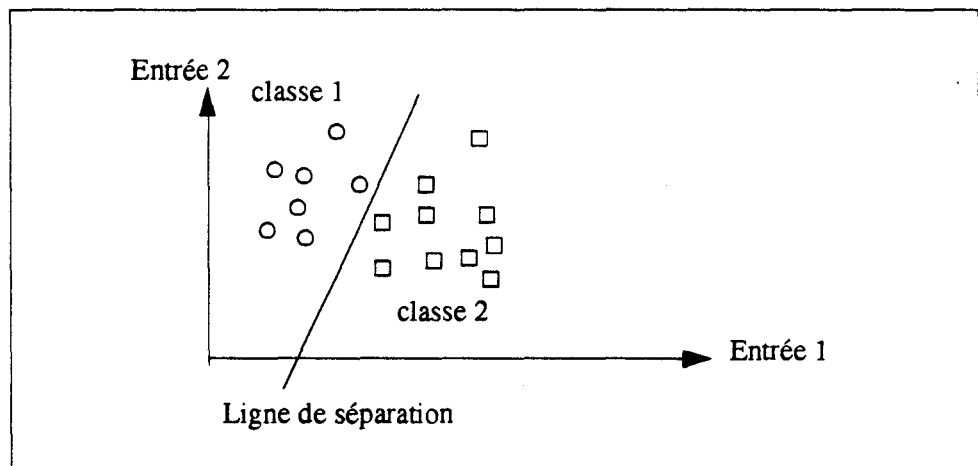 Entrée 2
classe 1
classe 2
Entrée 1
Ligne de séparation